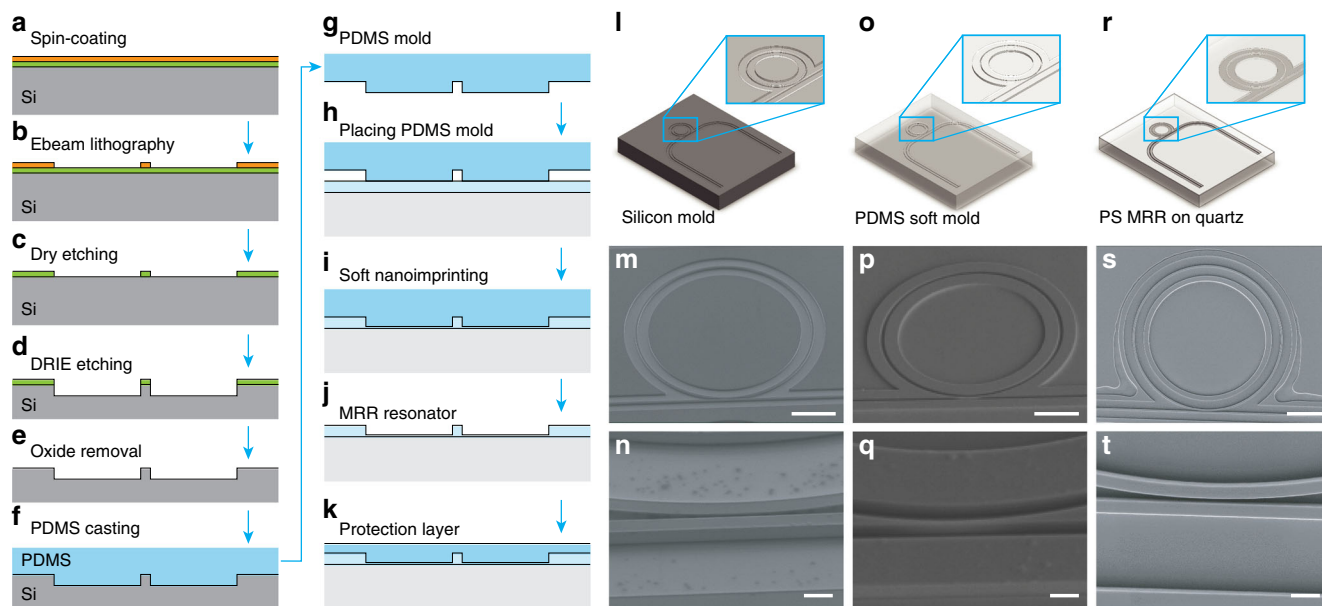 a
Spin-coating
Si
b
Ebeam lithography
Si
c
Dry etching
Si
d
DRIE etching
Si
e
Oxide removal
f
PDMS casting
PDMS
Si
g
PDMS mold
h
Placing PDMS mold
i
Soft nanoimprinting
j
MRR resonator
k
Protection layer
l
Silicon mold
o
PDMS soft mold
r
PS MRR on quartz
m
p
s
n
q
t